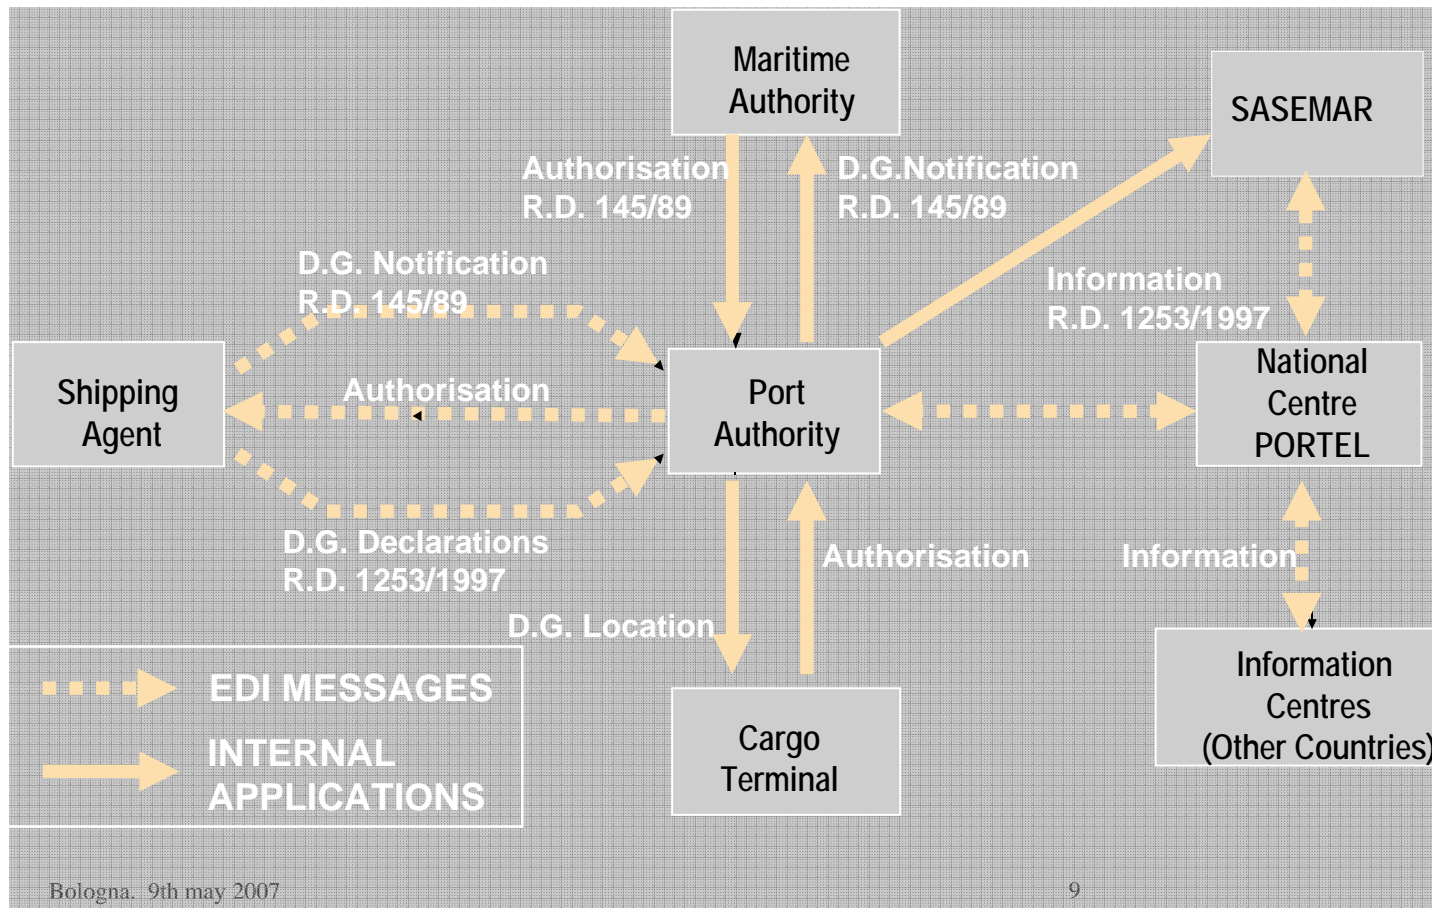 Maritime
Authority
SASEMAR
Authorisation
R.D. 145/89
D.G.Notification
R.D. 145/89
D.G. Notification
R.D. 145/89
Information
R.D. 1253/1997
Shipping
Agent
Authorisation
Port
Authority
National
Centre
PORTEL
D.G. Declarations
R.D. 1253/1997
Authorisation
Information
D.G. Location
EDI MESSAGES
INTERNAL
APPLICATIONS
Cargo
Terminal
Information
Centres
(Other Countries)
Bologna. 9th may 2007
9